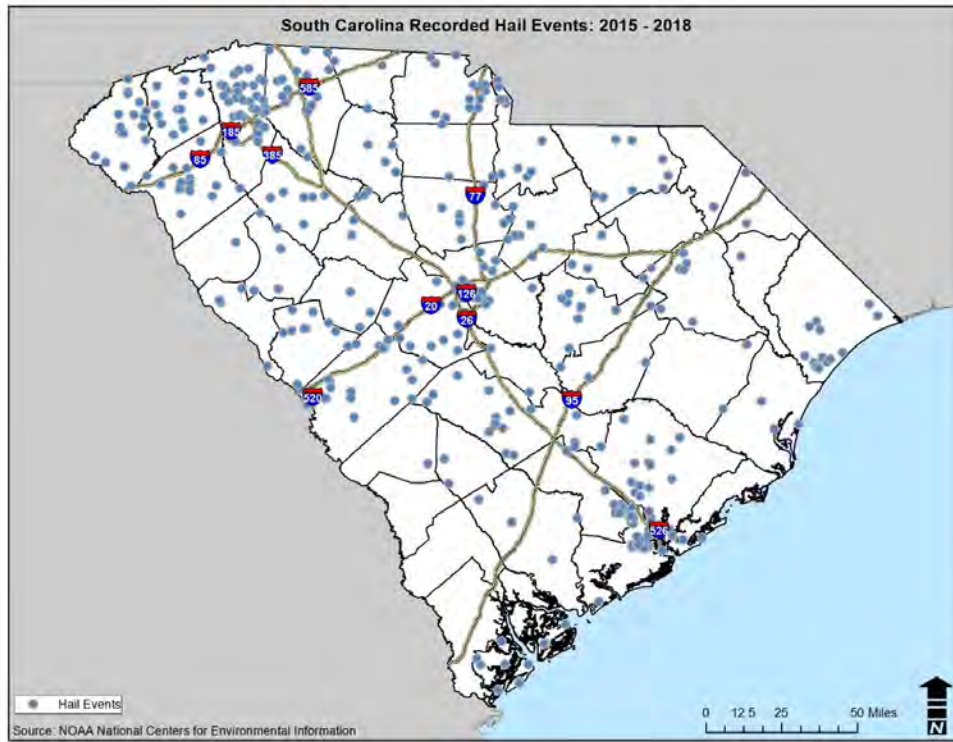 South Carolina Recorded Hail Events: 2015 - 2018
585
185
85
385
77
126
20
26
520
95
526
Hail Events
Source: NOAA National Centers for Environmental Information
0 12.5 25 50 Miles
N